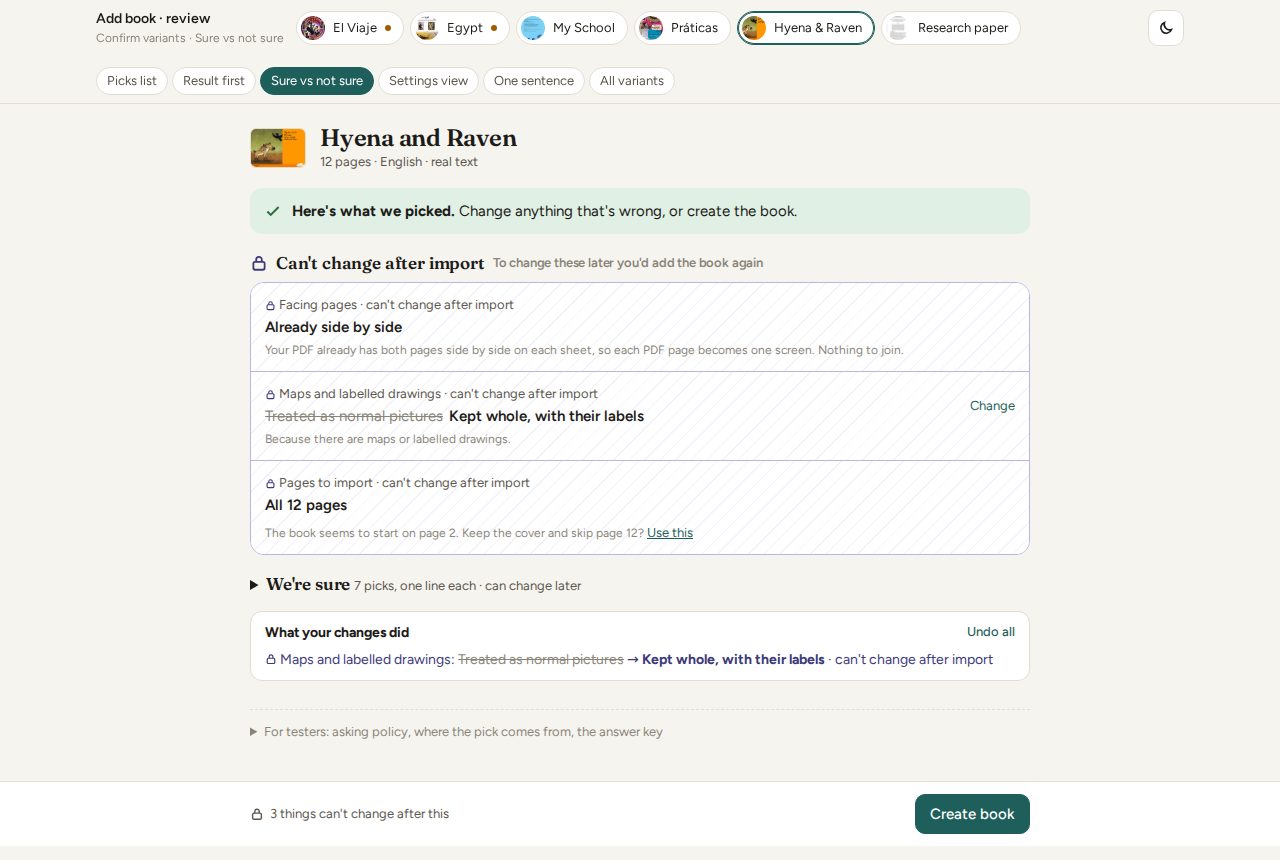 Add book · review
Confirm variants · Sure vs not sure
El Viaje
Egypt
My School
Práticas
Hyena & Raven
Research paper
Picks list
Result first
Sure vs not sure
Settings view
One sentence
All variants
Hyena and Raven
12 pages · English · real text
Here's what we picked. Change anything that's wrong, or create the book.
Can't change after import To change these later you'd add the book again
Facing pages · can't change after import
Already side by side
Your PDF already has both pages side by side on each sheet, so each PDF page becomes one screen. Nothing to join.
Maps and labelled drawings · can't change after import
Treated as normal pictures Kept whole, with their labels
Change
Because there are maps or labelled drawings.
Pages to import · can't change after import
All 12 pages
The book seems to start on page 2. Keep the cover and skip page 12? Use this
We're sure 7 picks, one line each · can change later
What your changes did
Undo all
Maps and labelled drawings: Treated as normal pictures → Kept whole, with their labels · can't change after import
For testers: asking policy, where the pick comes from, the answer key
3 things can't change after this
Create book